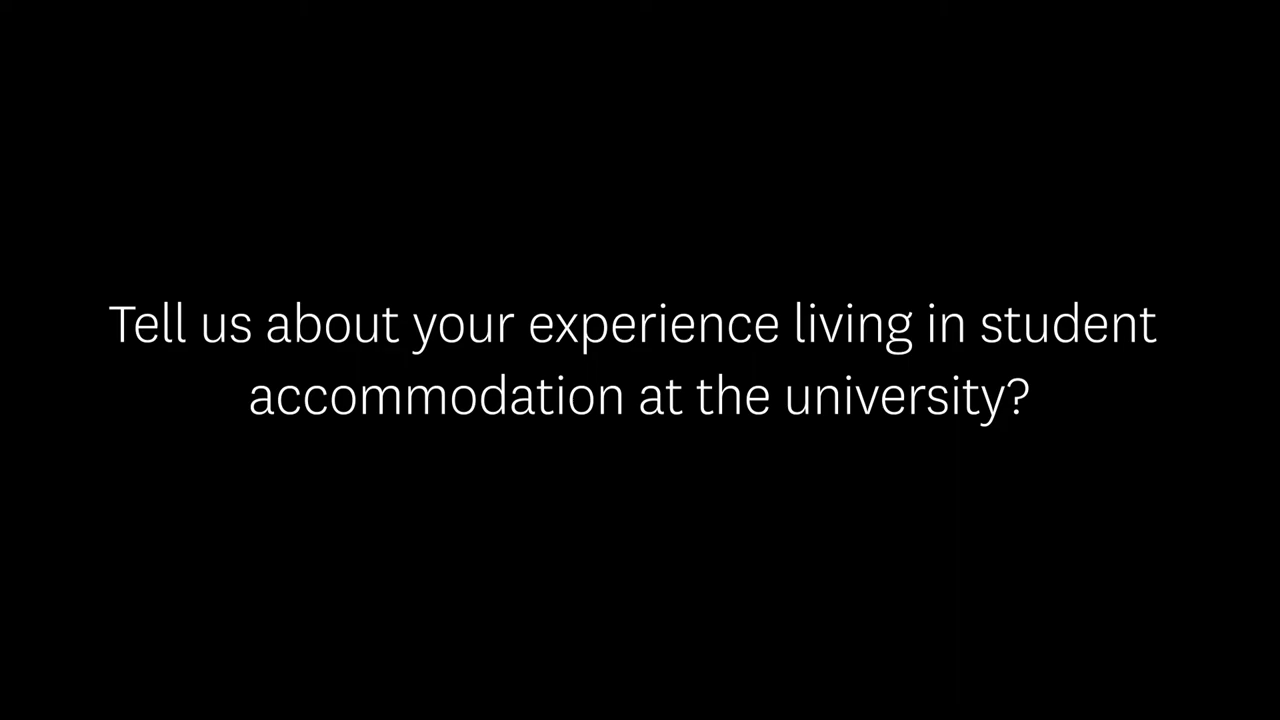 Tell us about your experience living in student
accommodation at the university?